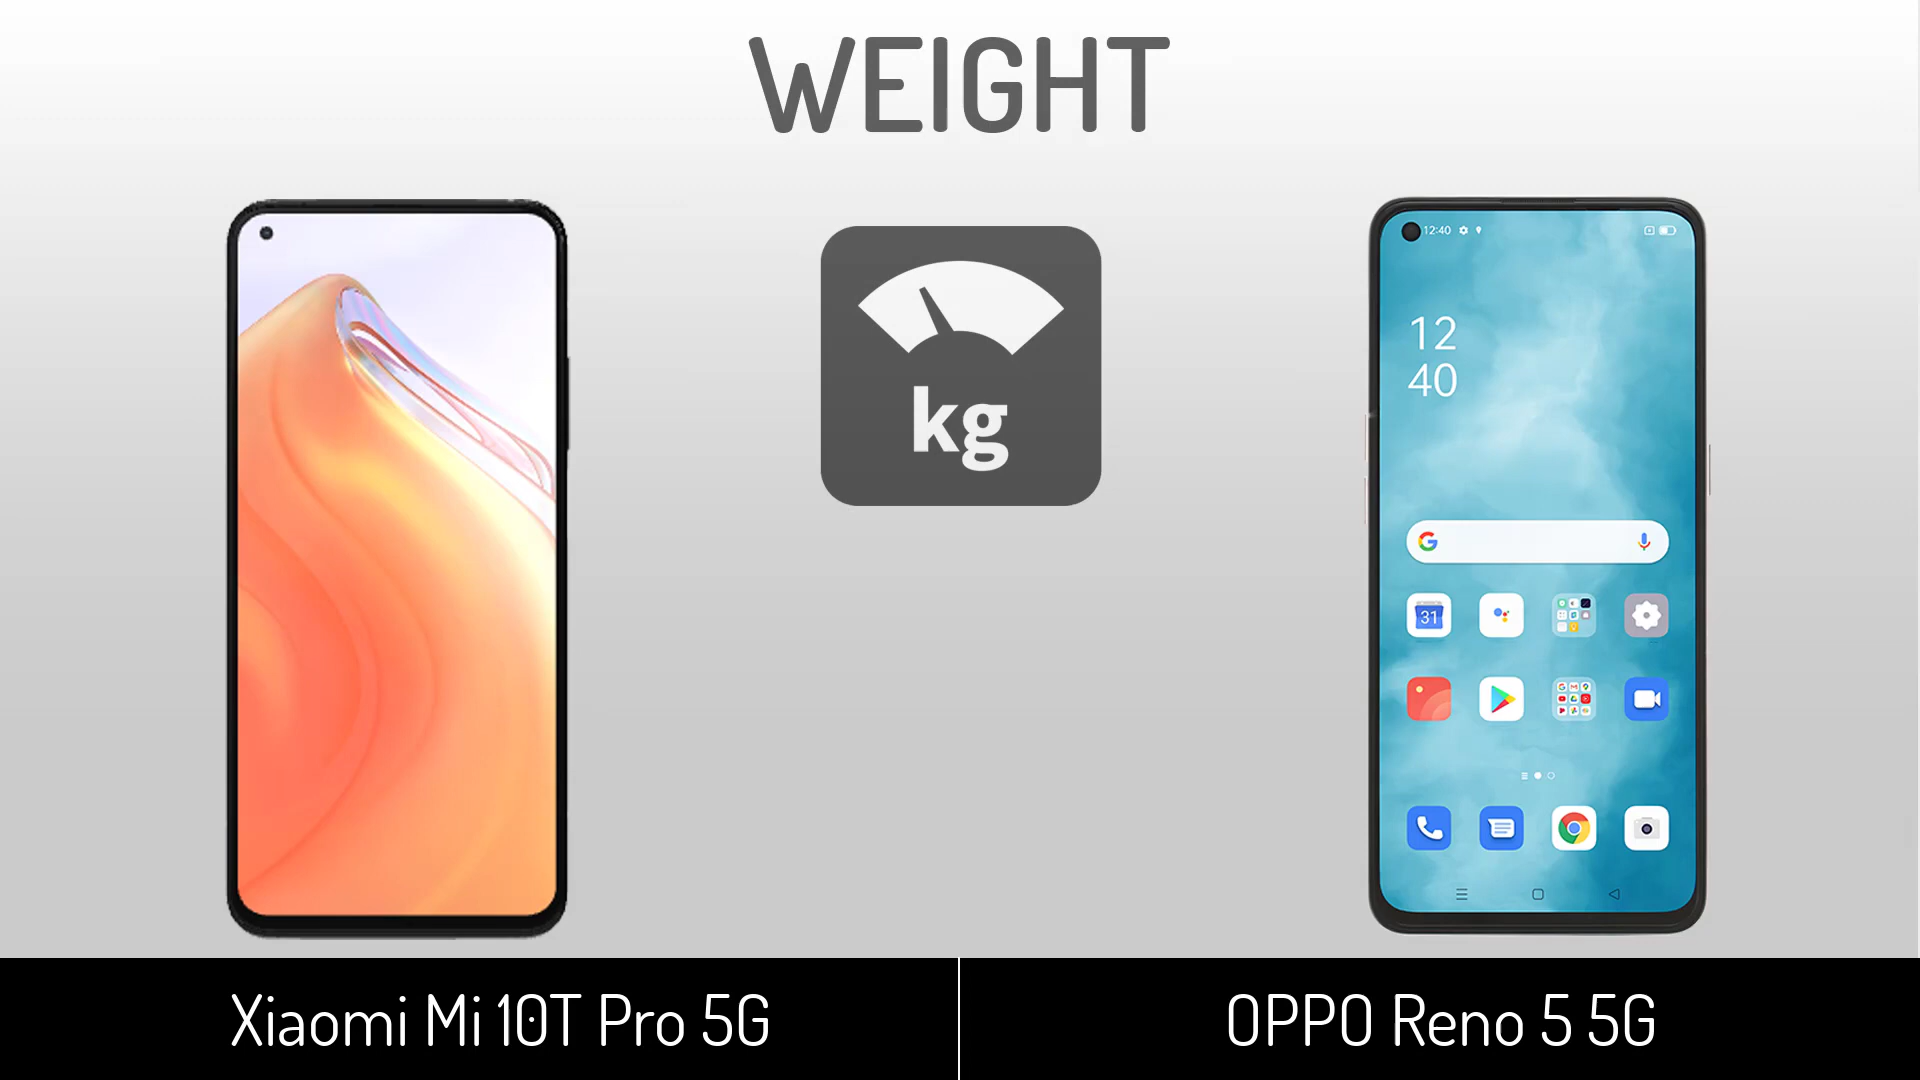 WEIGHT
kg
12:40
12
40
G
31
Xiaomi Mi 10T Pro 5G
OPPO Reno 5 5G